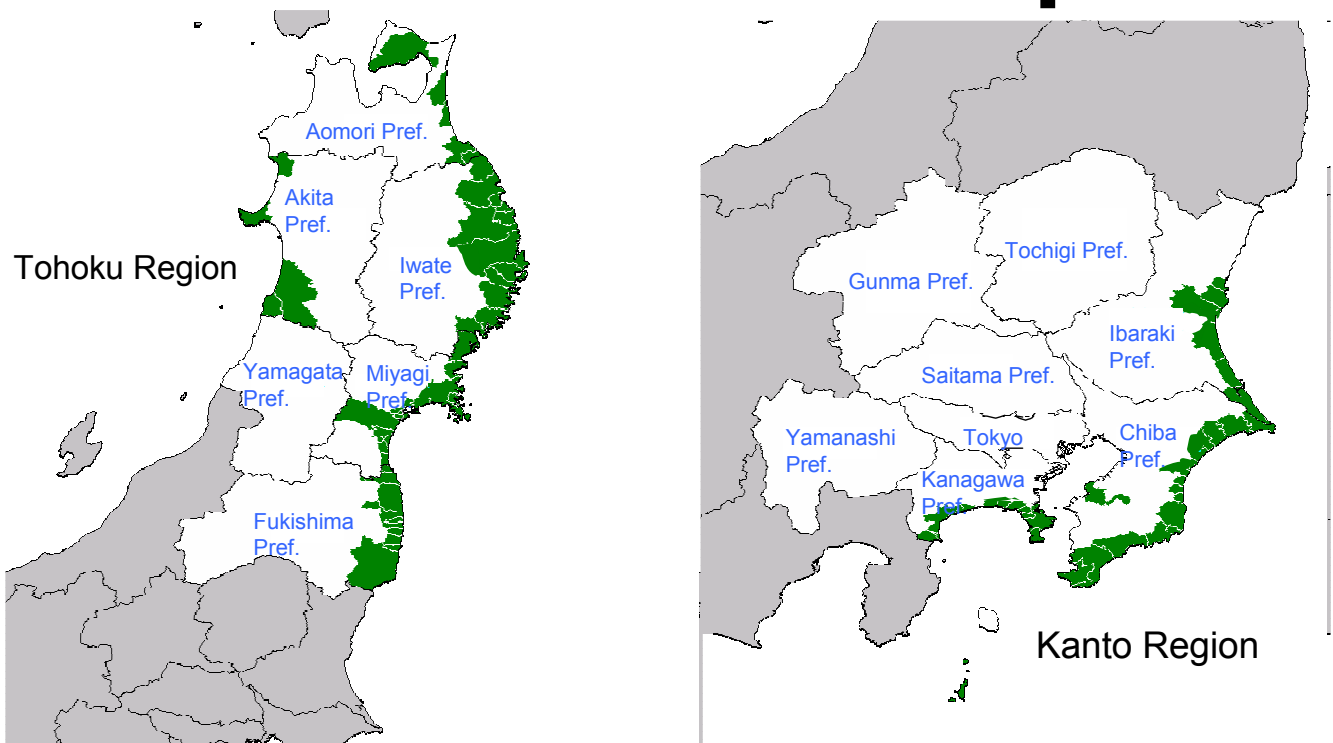 Aomori Pref.
Akita
Pref.
Tohoku Region
Iwate
Pref.
Yamagata
Pref.
Miyagi
Pref.
Fukishima
Pref.
Tochigi Pref.
Gunma Pref.
Ibaraki
Pref.
Saitama Pref.
Yamanashi
Pref.
Tokyo
Chiba
Pref.
Kanagawa
Pref.
Kanto Region